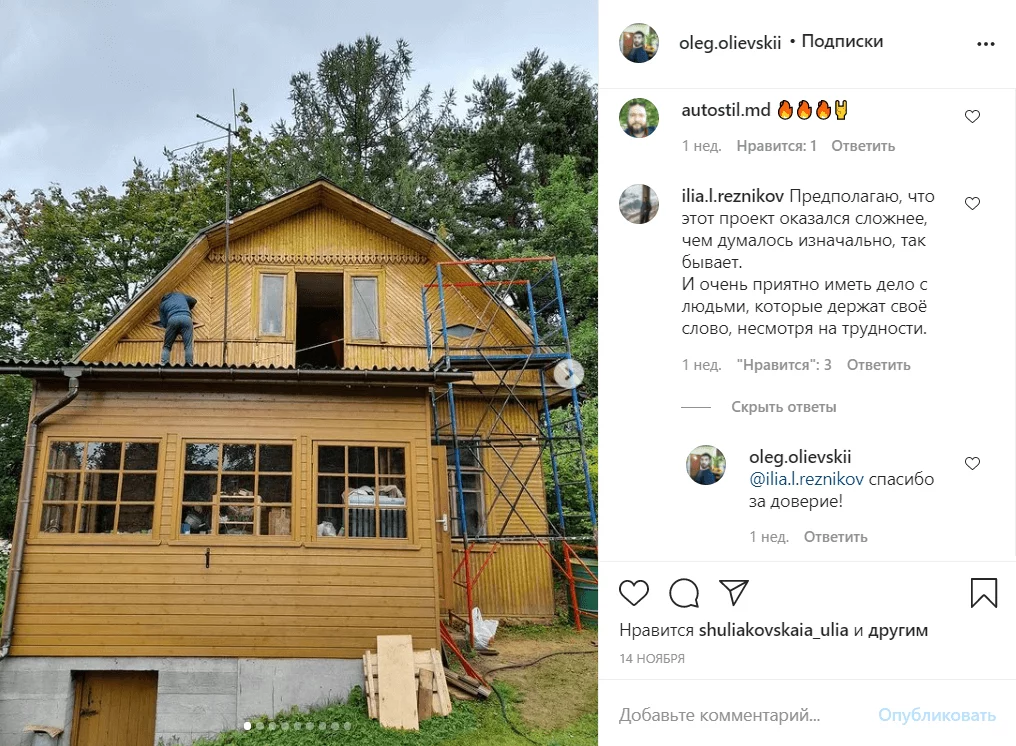 oleg.olievskii • Подписки
autostil.md 🔥🔥🔥🤘
1 нед. Нравится: 1 Ответить
ilia.l.reznikov Предполагаю, что
этот проект оказался сложнее,
чем думалось изначально, так
бывает.
И очень приятно иметь дело с
людьми, которые держат своё
слово, несмотря на трудности.
1 нед. "Нравится": 3 Ответить
Скрыть ответы
oleg.olievskii
@ilia.l.reznikov спасибо
за доверие!
1 нед. Ответить
Нравится shuliakovskaia_ulia и другим
14 НОЯБРЯ
Добавьте комментарий... Опубликовать